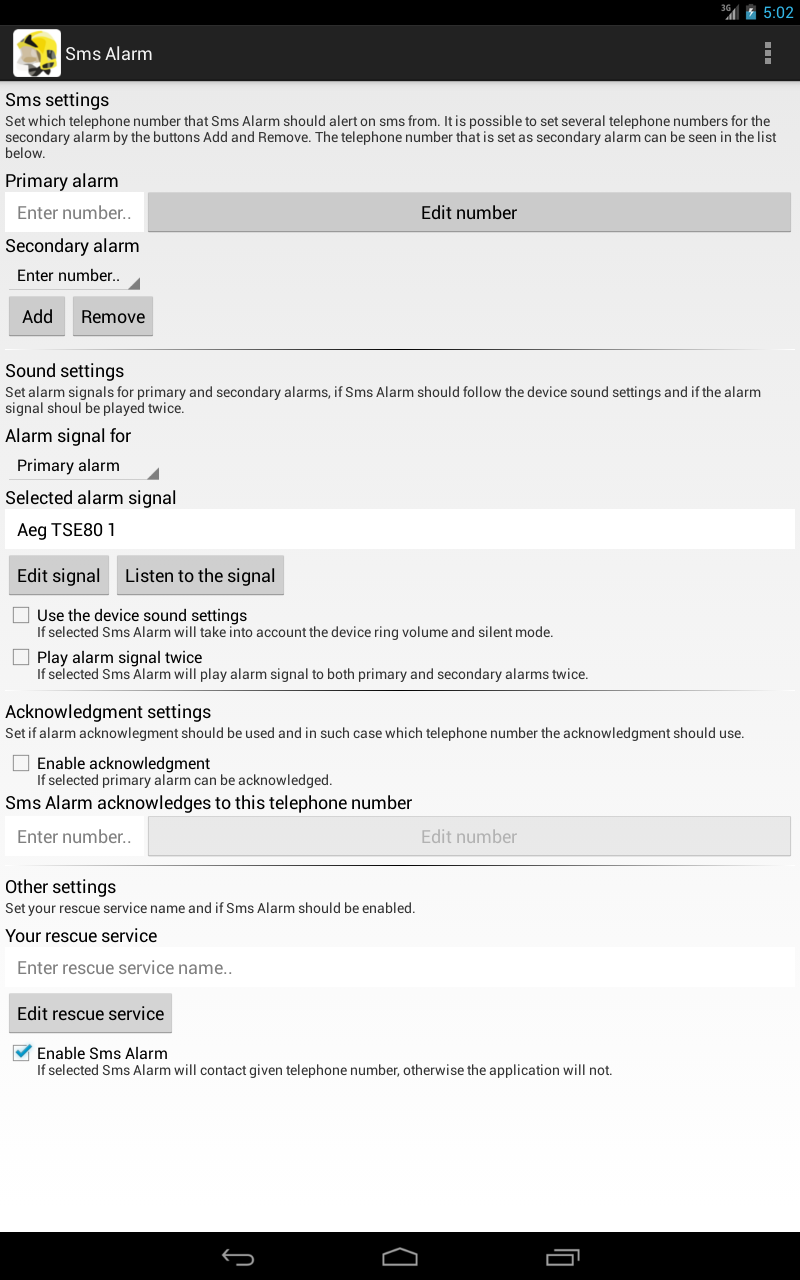 3G 5:02
Sms Alarm
Sms settings
Set which telephone number that Sms Alarm should alert on sms from. It is possible to set several telephone numbers for the
secondary alarm by the buttons Add and Remove. The telephone number that is set as secondary alarm can be seen in the list
below.
Primary alarm
Enter number.. Edit number
Secondary alarm
Enter number..
Add Remove
Sound settings
Set alarm signals for primary and secondary alarms, if Sms Alarm should follow the device sound settings and if the alarm
signal shoul be played twice.
Alarm signal for
Primary alarm
Selected alarm signal
Aeg TSE80 1
Edit signal Listen to the signal
Use the device sound settings
If selected Sms Alarm will take into account the device ring volume and silent mode.
Play alarm signal twice
If selected Sms Alarm will play alarm signal to both primary and secondary alarms twice.
Acknowledgment settings
Set if alarm acknowlegment should be used and in such case which telephone number the acknowledgment should use.
Enable acknowledgment
If selected primary alarm can be acknowledged.
Sms Alarm acknowledges to this telephone number
Enter number.. Edit number
Other settings
Set your rescue service name and if Sms Alarm should be enabled.
Your rescue service
Enter rescue service name..
Edit rescue service
Enable Sms Alarm
If selected Sms Alarm will contact given telephone number, otherwise the application will not.